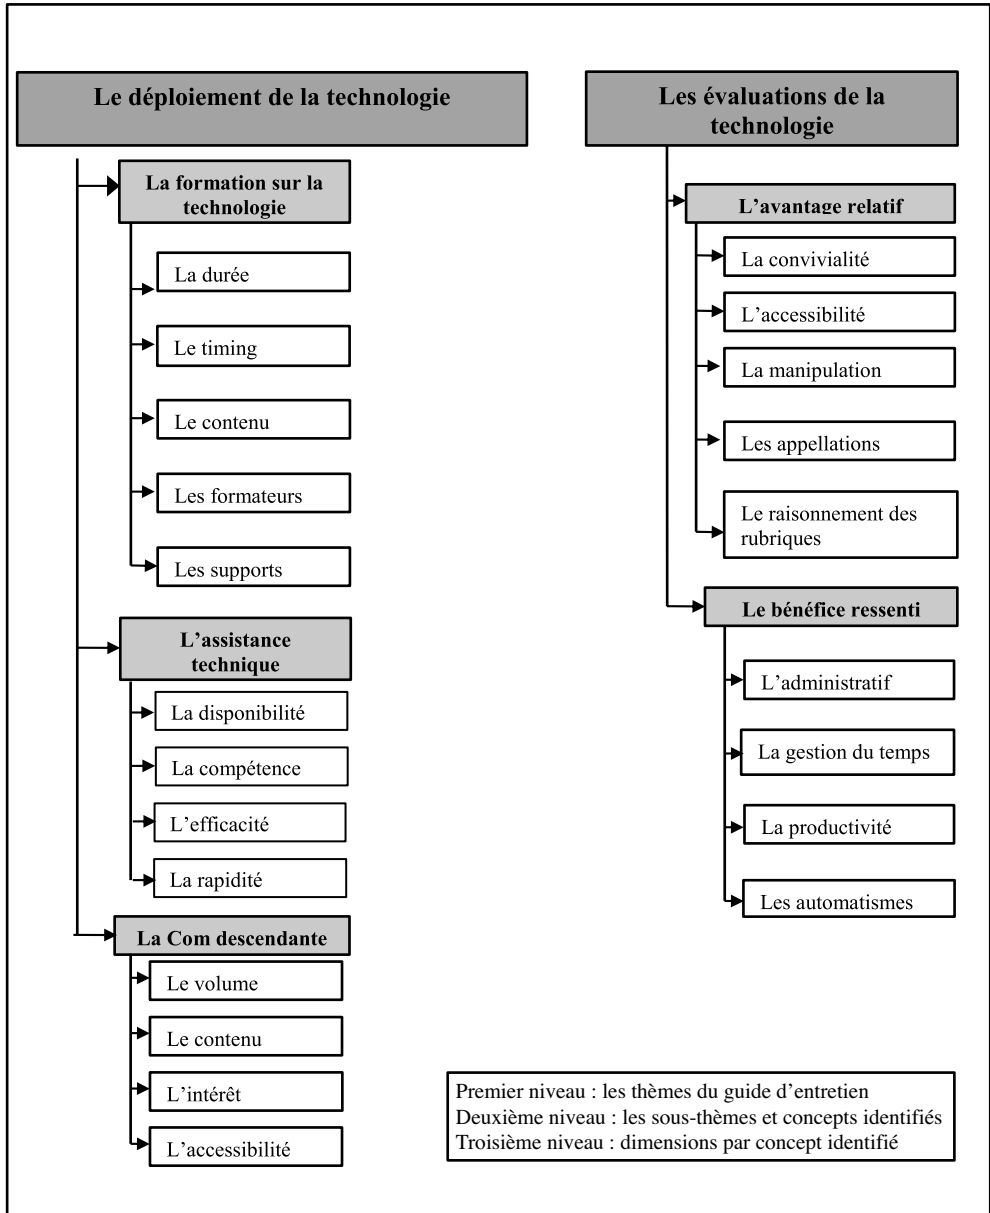 Le déploiement de la technologie
La formation sur la
technologie
La durée
Le timing
Le contenu
Les formateurs
Les supports
L’assistance
technique
La disponibilité
La compétence
L’efficacité
La rapidité
La Com descendante
Le volume
Le contenu
L’intérêt
L’accessibilité
Les évaluations de la
technologie
L’avantage relatif
La convivialité
L’accessibilité
La manipulation
Les appellations
Le raisonnement des
rubriques
Le bénéfice ressenti
L’administratif
La gestion du temps
La productivité
Les automatismes
Premier niveau : les thèmes du guide d’entretien
Deuxième niveau : les sous-thèmes et concepts identifiés
Troisième niveau : dimensions par concept identifié